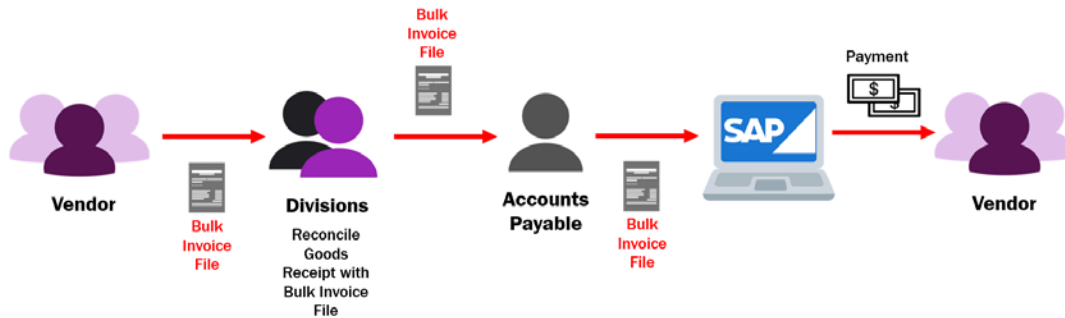 Vendor
Bulk
Invoice
File
Divisions
Reconcile
Goods
Receipt with
Bulk Invoice
File
Bulk
Invoice
File
Accounts
Payable
Bulk
Invoice
File
SAP
Payment
$
$
Vendor